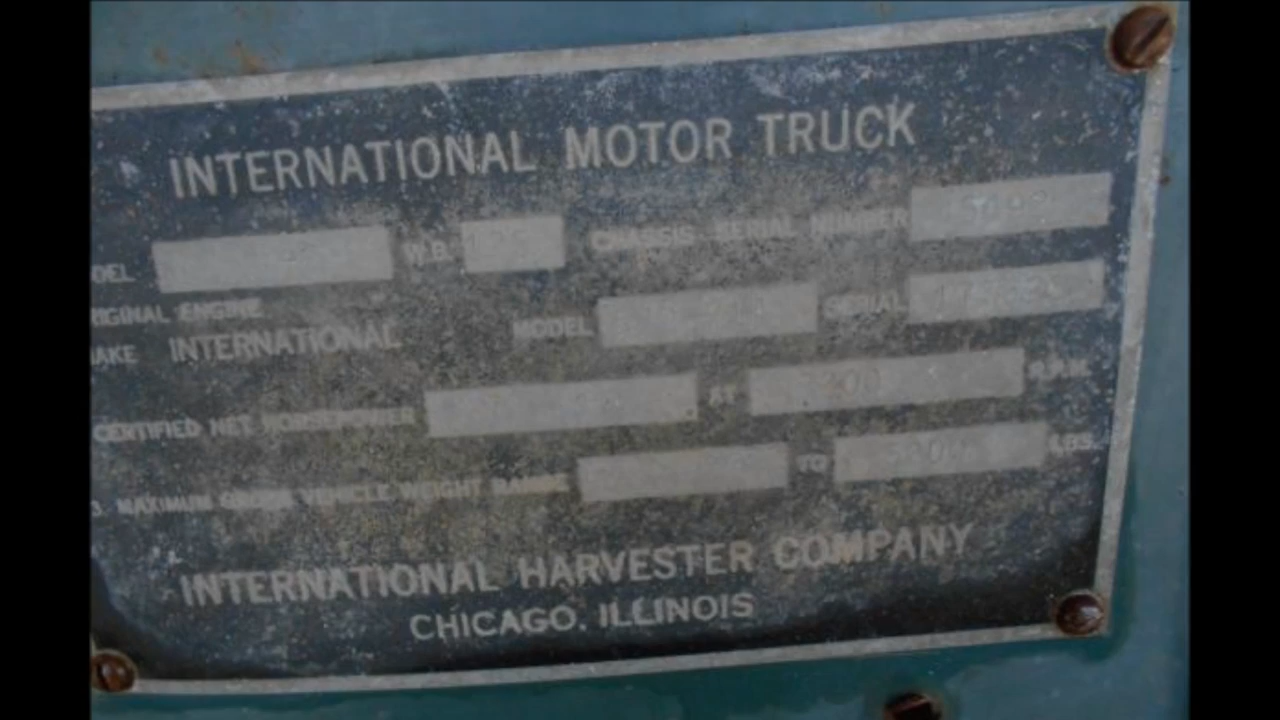 INTERNATIONAL MOTOR TRUCK
ODEL W.B. CHASSIS SERIAL NUMBER
RIGINAL ENGINE
AKE INTERNATIONAL MODEL SERIAL
CERTIFIED NET HORSEPOWER AT R.P.M.
MAXIMUM GROSS VEHICLE WEIGHT RANGE TO LBS.
INTERNATIONAL HARVESTER COMPANY
CHICAGO, ILLINOIS